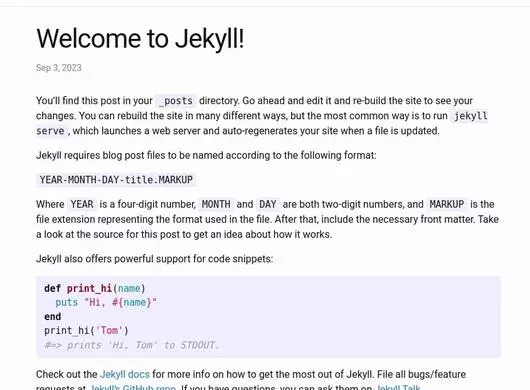 Welcome to Jekyll!
Sep 3, 2023
You'll find this post in your _posts directory. Go ahead and edit it and re-build the site to see your
changes. You can rebuild the site in many different ways, but the most common way is to run jekyll
serve , which launches a web server and auto-regenerates your site when a file is updated.
Jekyll requires blog post files to be named according to the following format:
YEAR-MONTH-DAY-title.MARKUP
Where YEAR is a four-digit number, MONTH and DAY are both two-digit numbers, and MARKUP is the
file extension representing the format used in the file. After that, include the necessary front matter. Take
a look at the source for this post to get an idea about how it works.
Jekyll also offers powerful support for code snippets:
def print_hi(name)
  puts "Hi, #{name}"
end
print_hi('Tom')
#=> prints 'Hi, Tom' to STDOUT.
Check out the Jekyll docs for more info on how to get the most out of Jekyll. File all bugs/feature
requests at Jekyll's GitHub repo. If you have questions, you can ask them on Jekyll Talk.